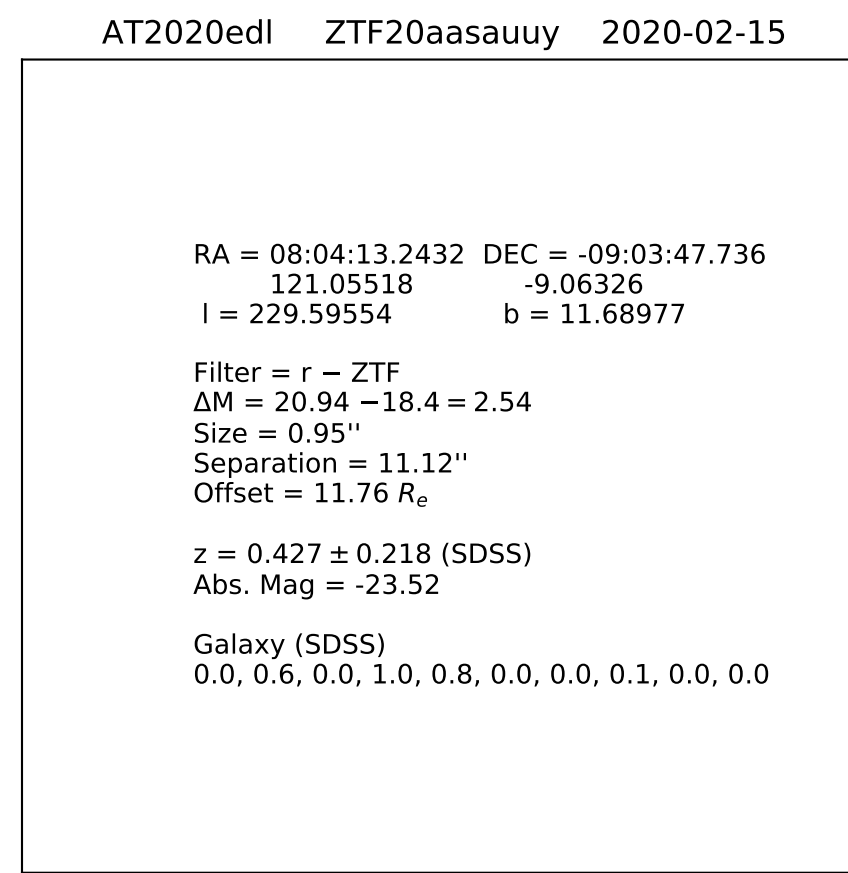 AT2020edl ZTF20aasauuy 2020-02-15
RA = 08:04:13.2432 DEC = -09:03:47.736
121.05518 -9.06326
l = 229.59554 b = 11.68977
Filter = r − ZTF
ΔM = 20.94 −18.4 = 2.54
Size = 0.95''
Separation = 11.12''
Offset = 11.76 Re
z = 0.427 ± 0.218 (SDSS)
Abs. Mag = -23.52
Galaxy (SDSS)
0.0, 0.6, 0.0, 1.0, 0.8, 0.0, 0.0, 0.1, 0.0, 0.0